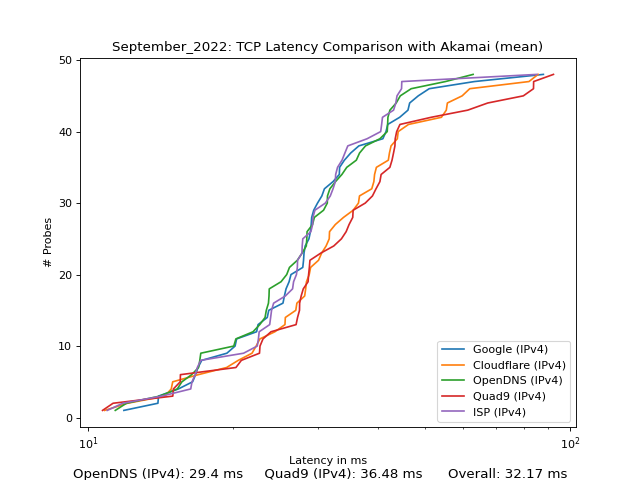 September_2022: TCP Latency Comparison with Akamai (mean)
50
40
30
20
10
0
# Probes
10¹
10²
Latency in ms
Google (IPv4)
Cloudflare (IPv4)
OpenDNS (IPv4)
Quad9 (IPv4)
ISP (IPv4)
OpenDNS (IPv4): 29.4 ms Quad9 (IPv4): 36.48 ms Overall: 32.17 ms